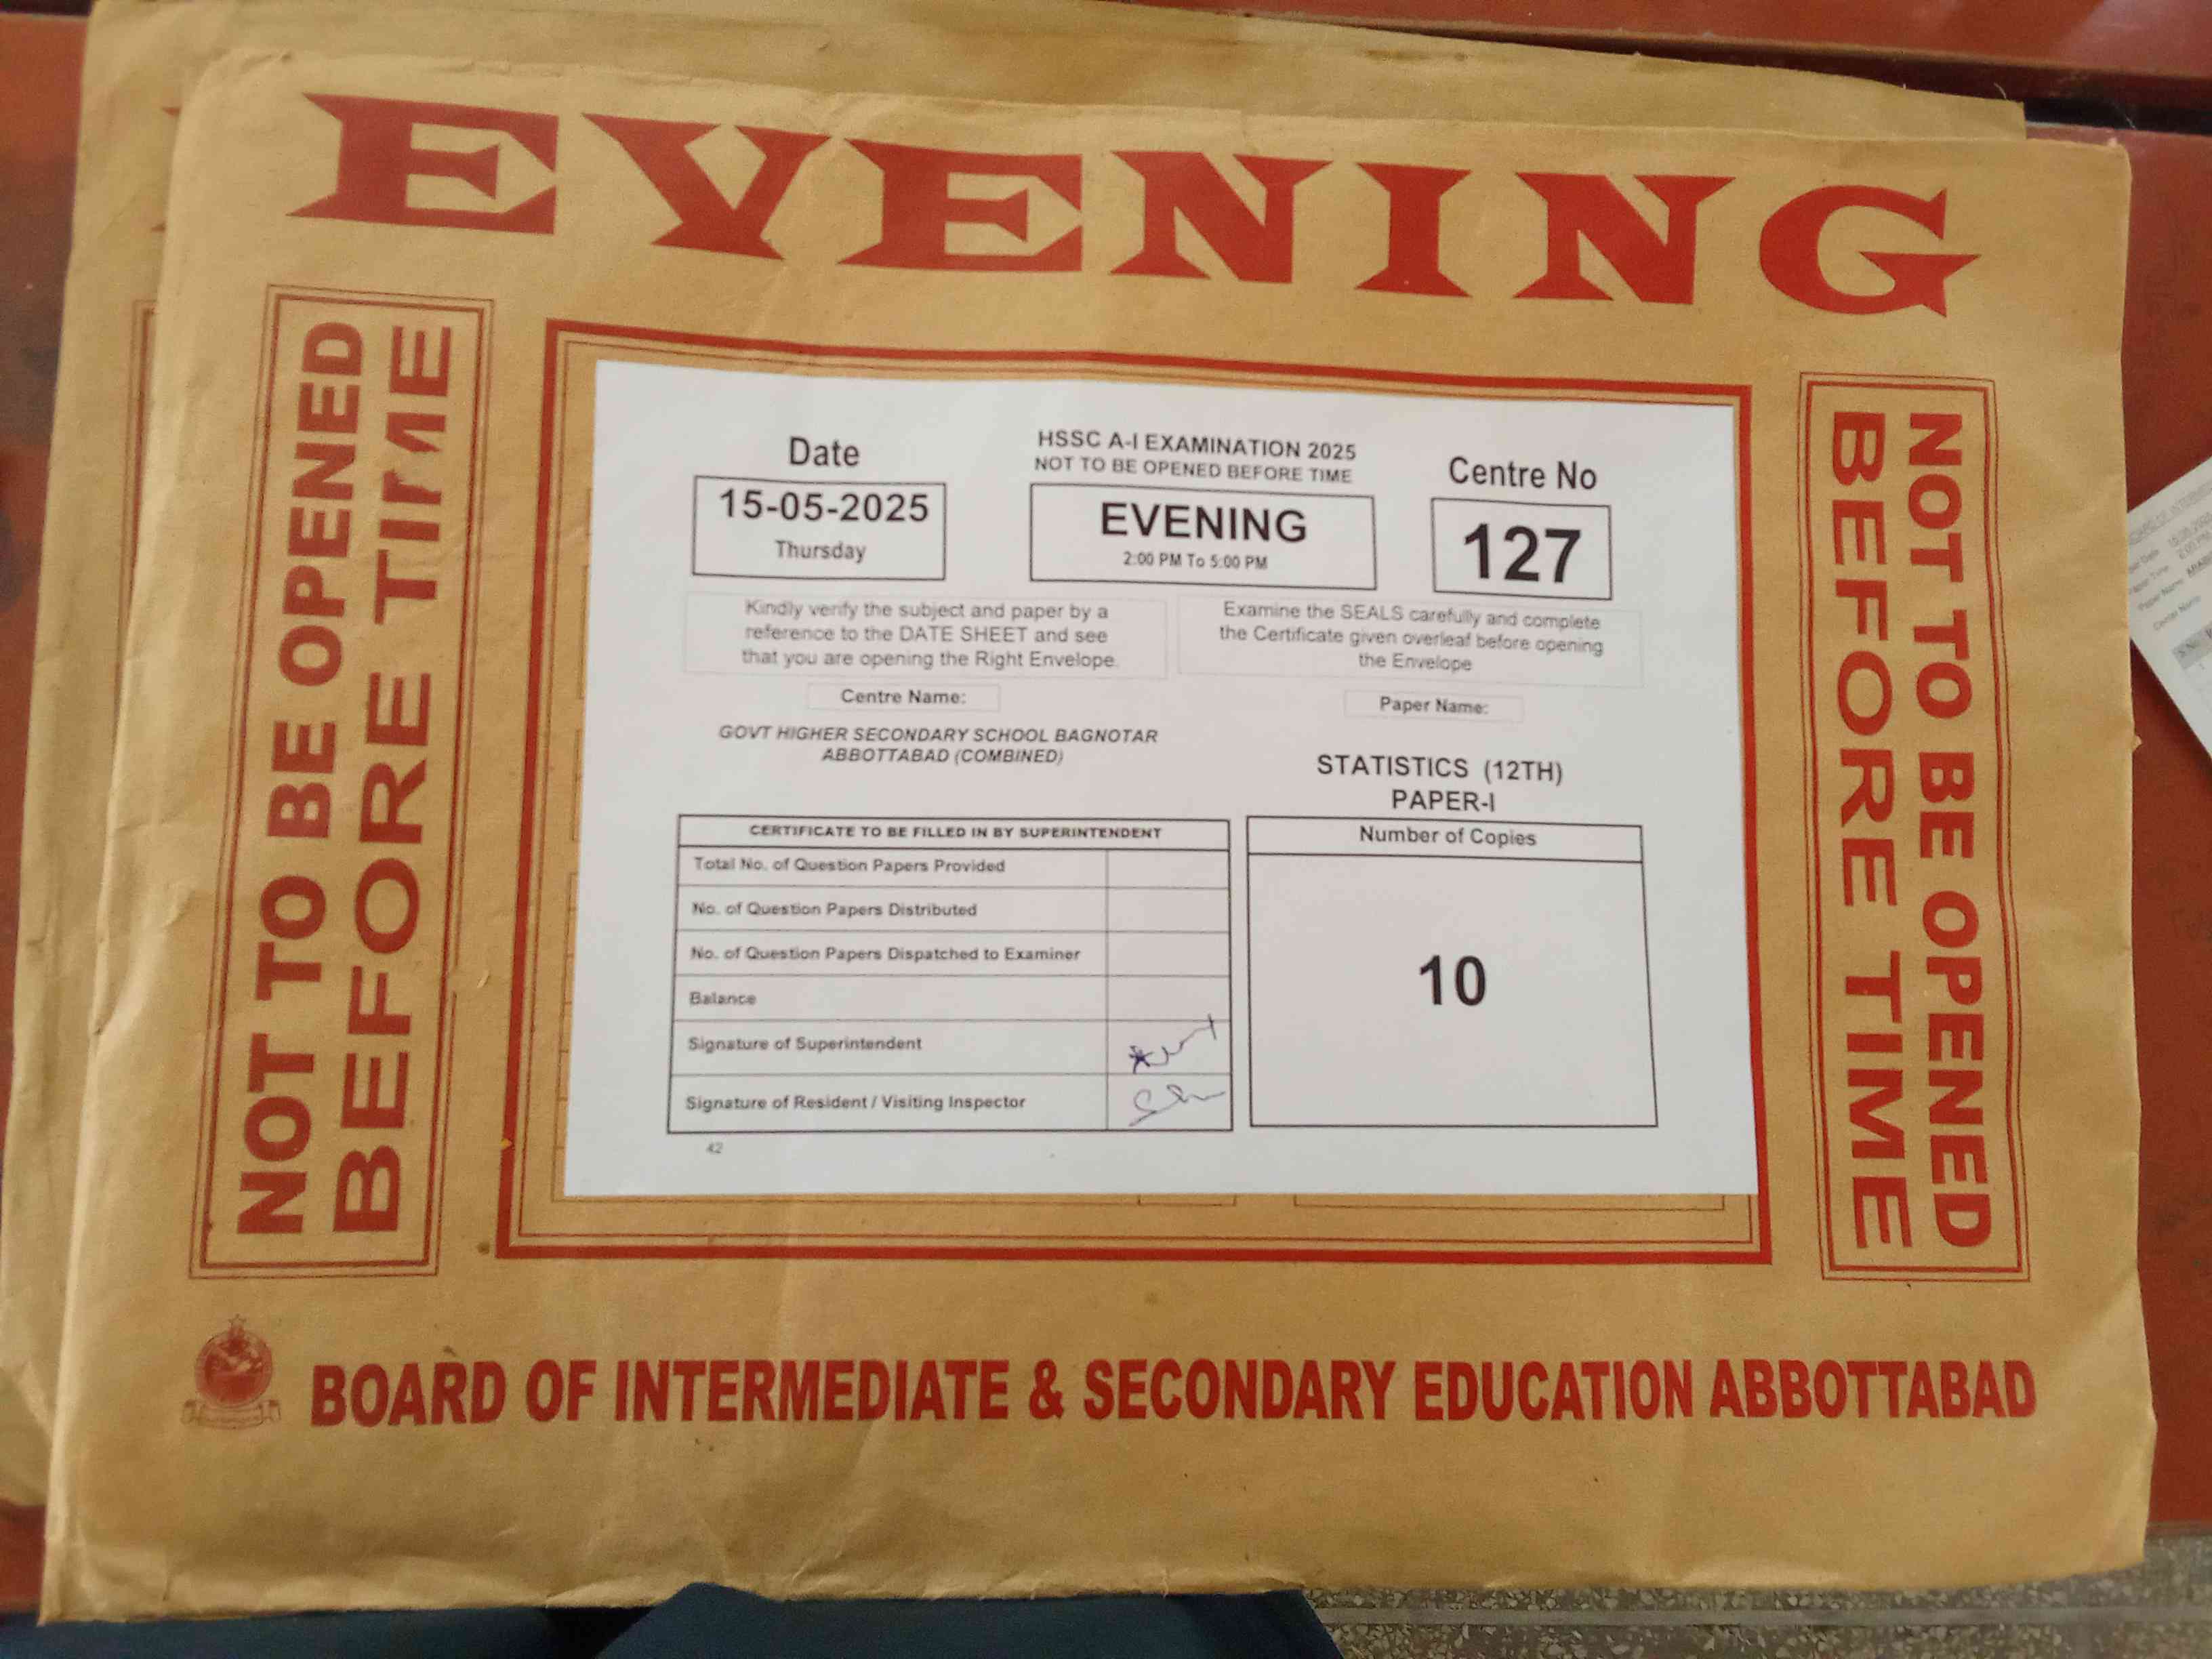 EVENING
NOT TO BE OPENED
BEFORE TIME
Date
15-05-2025
Thursday
HSSC A-I EXAMINATION 2025
NOT TO BE OPENED BEFORE TIME
EVENING
2:00 PM To 5:00 PM
Centre No
127
Kindly verify the subject and paper by a
reference to the DATE SHEET and see
that you are opening the Right Envelope.
Examine the SEALS carefully and complete
the Certificate given overleaf before opening
the Envelope
Centre Name:
GOVT HIGHER SECONDARY SCHOOL BAGNOTAR
ABBOTTABAD (COMBINED)
Paper Name:
STATISTICS (12TH)
PAPER-I
CERTIFICATE TO BE FILLED IN BY SUPERINTENDENT
Total No. of Question Papers Provided
No. of Question Papers Distributed
No. of Question Papers Dispatched to Examiner
Balance
Signature of Superintendent
Signature of Resident / Visiting Inspector
Number of Copies
10
42
NOT TO BE OPENED
BEFORE TIME
BOARD OF INTERMEDIATE & SECONDARY EDUCATION ABBOTTABAD